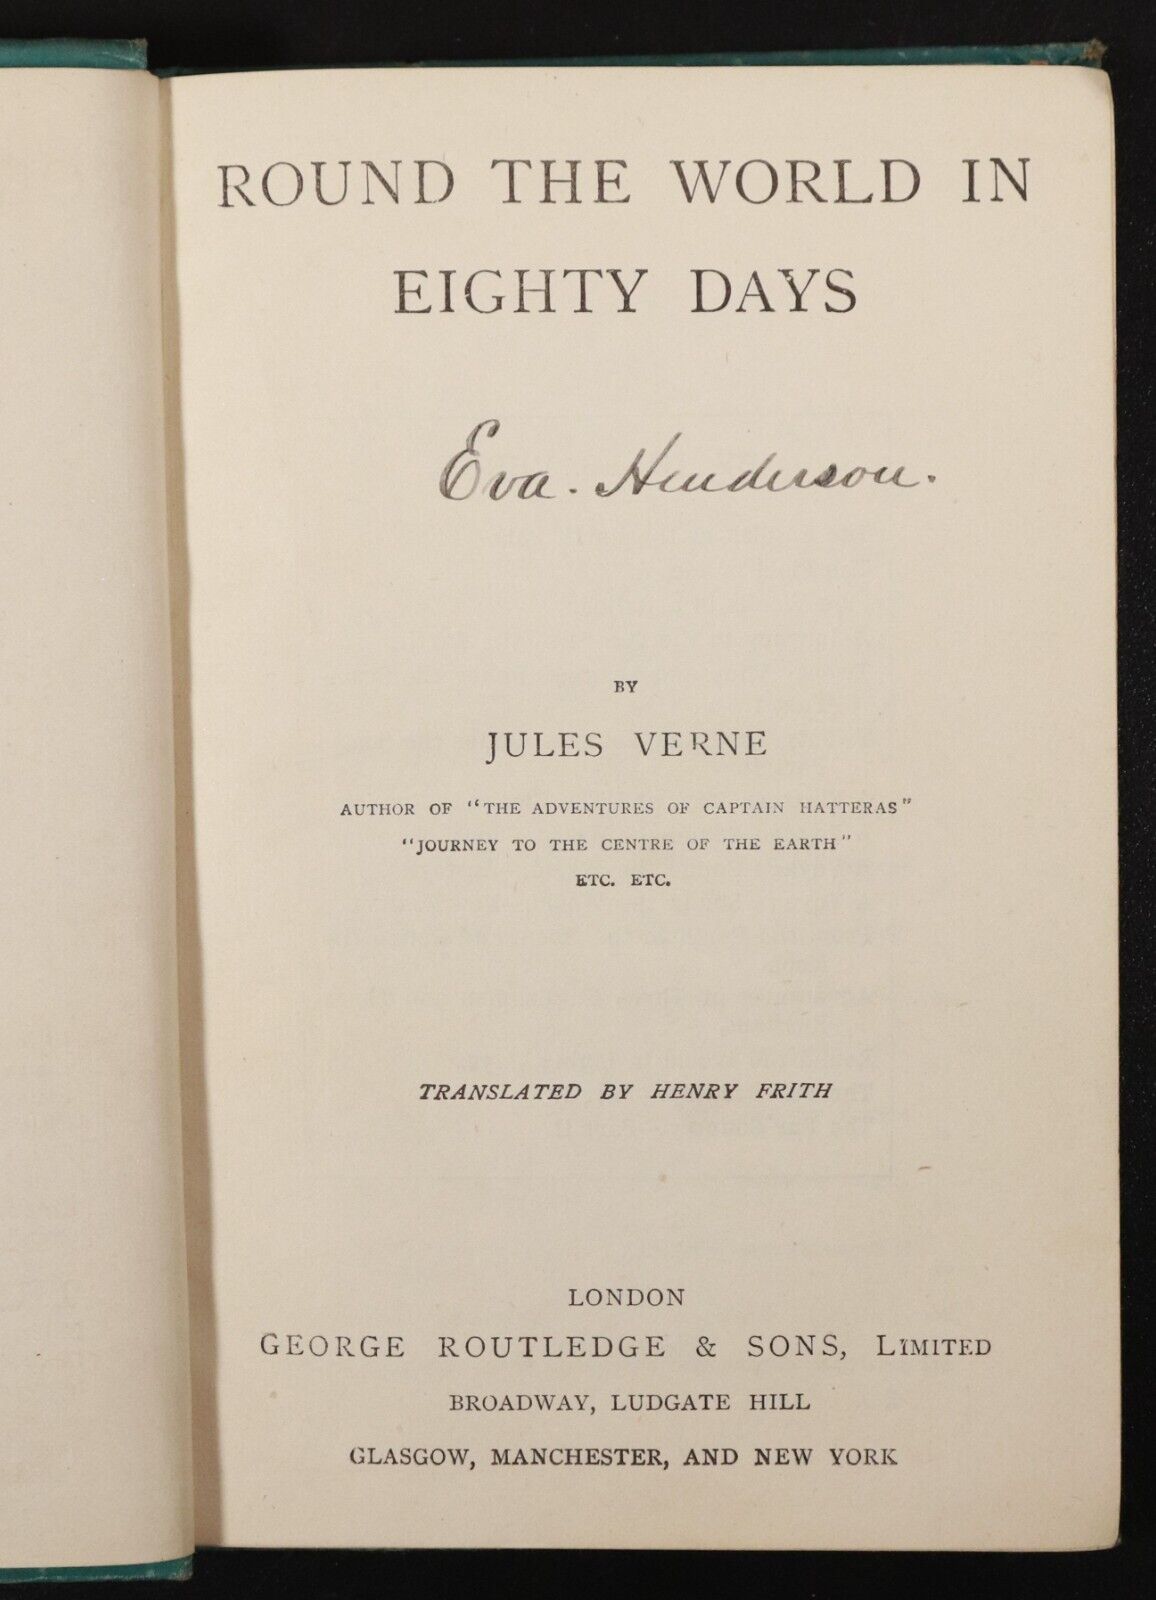 ROUND THE WORLD IN
EIGHTY DAYS
Eva. Henderson.
BY
JULES VERNE
AUTHOR OF "THE ADVENTURES OF CAPTAIN HATTERAS"
"JOURNEY TO THE CENTRE OF THE EARTH"
ETC. ETC.
TRANSLATED BY HENRY FRITH
LONDON
GEORGE ROUTLEDGE & SONS, LIMITED
BROADWAY, LUDGATE HILL
GLASGOW, MANCHESTER, AND NEW YORK